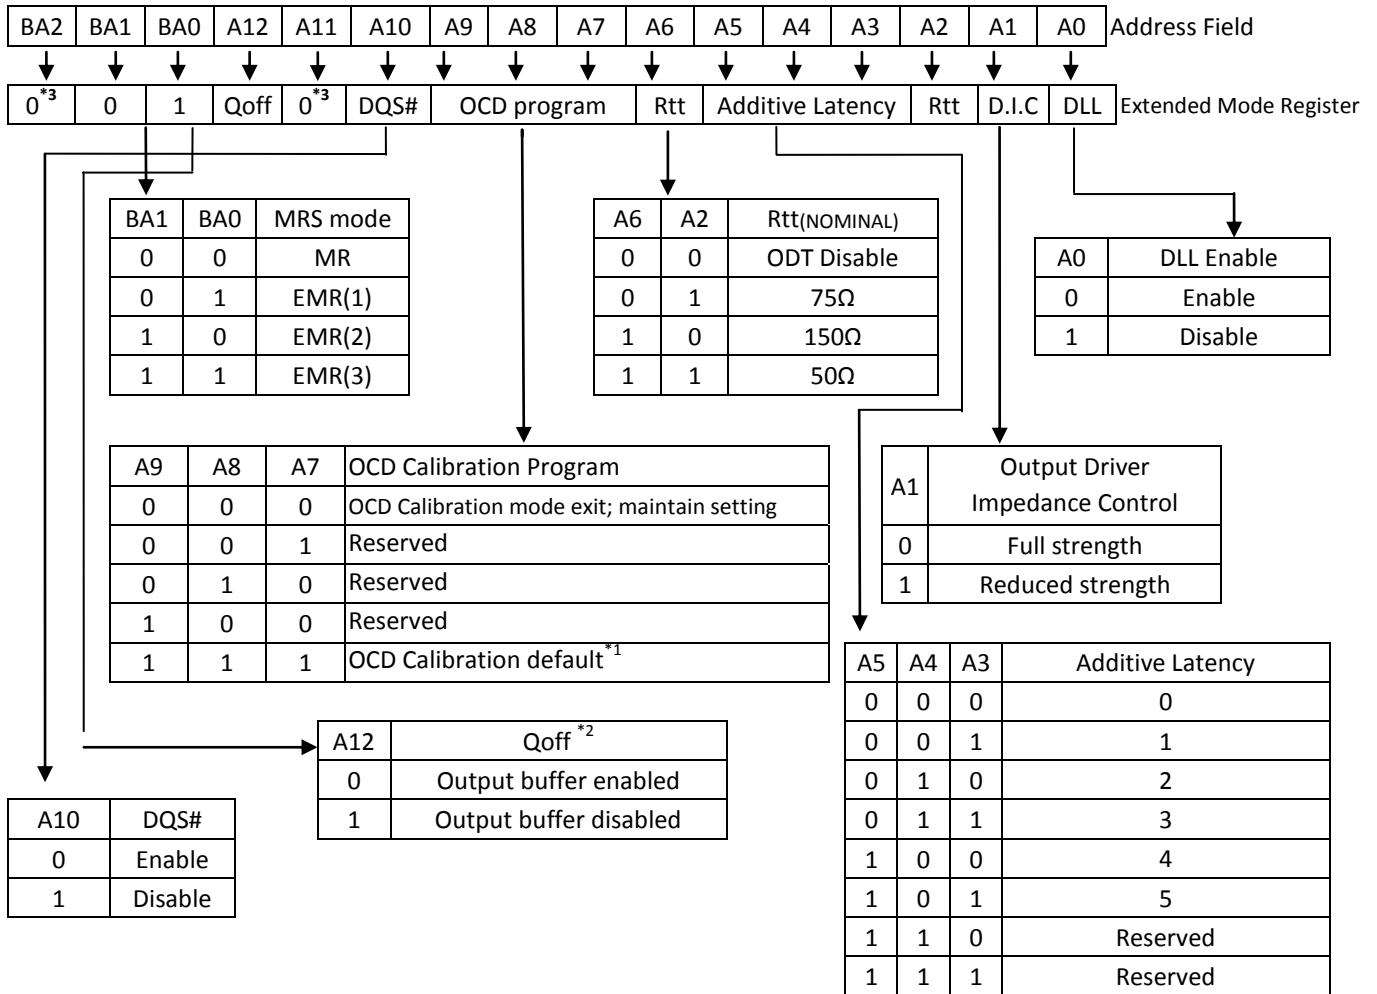 BA2 BA1 BA0 A12 A11 A10 A9 A8 A7 A6 A5 A4 A3 A2 A1 A0 Address Field
0*3 0 1 Qoff 0*3 DQS# OCD program Rtt Additive Latency Rtt D.I.C DLL Extended Mode Register
BA1 BA0 MRS mode
0 0 MR
0 1 EMR(1)
1 0 EMR(2)
1 1 EMR(3)
A6 A2 Rtt(NOMINAL)
0 0 ODT Disable
0 1 75Ω
1 0 150Ω
1 1 50Ω
A0 DLL Enable
0 Enable
1 Disable
A9 A8 A7 OCD Calibration Program
0 0 0 OCD Calibration mode exit; maintain setting
0 0 1 Reserved
0 1 0 Reserved
1 0 0 Reserved
1 1 1 OCD Calibration default*1
A1 Output Driver
Impedance Control
0 Full strength
1 Reduced strength
A5 A4 A3 Additive Latency
0 0 0 0
0 0 1 1
0 1 0 2
0 1 1 3
1 0 0 4
1 0 1 5
1 1 0 Reserved
1 1 1 Reserved
A12 Qoff *2
0 Output buffer enabled
1 Output buffer disabled
A10 DQS#
0 Enable
1 Disable